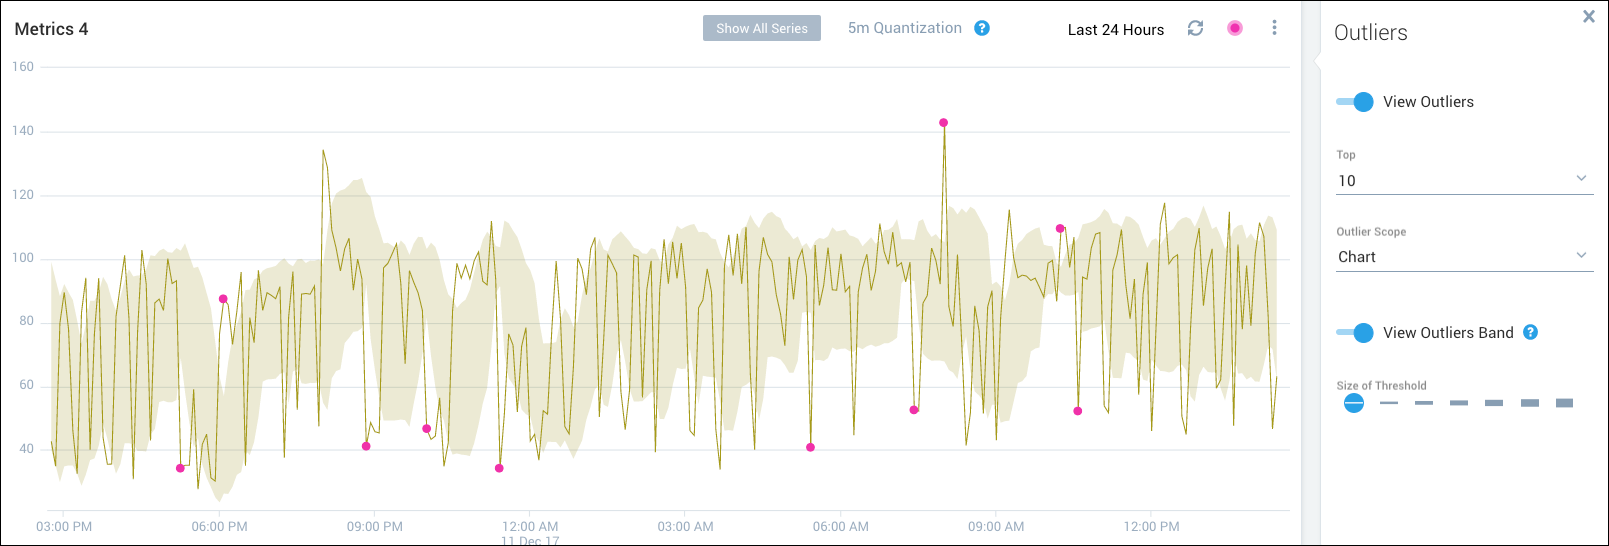 Metrics 4
Show All Series
5m Quantization ?
Last 24 Hours
160
140
120
100
80
60
40
03:00 PM 06:00 PM 09:00 PM 12:00 AM 03:00 AM 06:00 AM 09:00 AM 12:00 PM
11 Dec 17
Outliers
View Outliers
Top
10
Outlier Scope
Chart
View Outliers Band ?
Size of Threshold